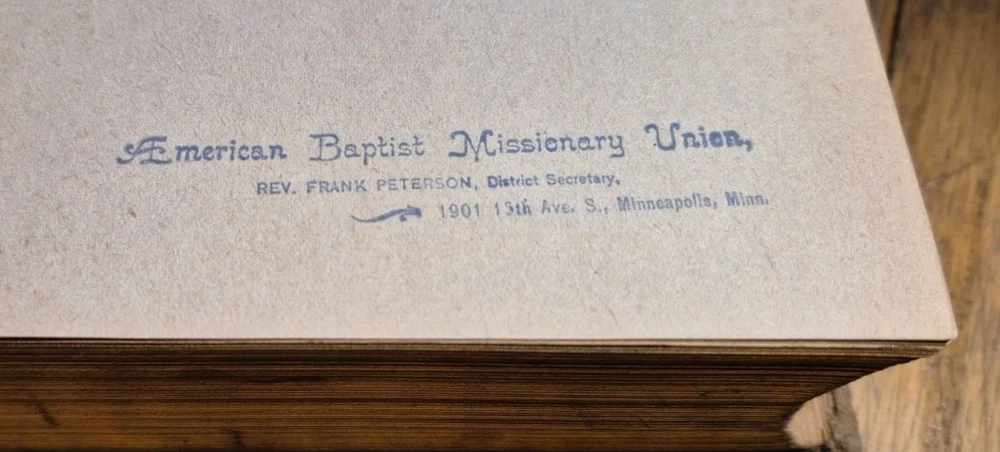 American Baptist Missionary Union,
REV. FRANK PETERSON, District Secretary,
1901 15th Ave. S., Minneapolis, Minn.